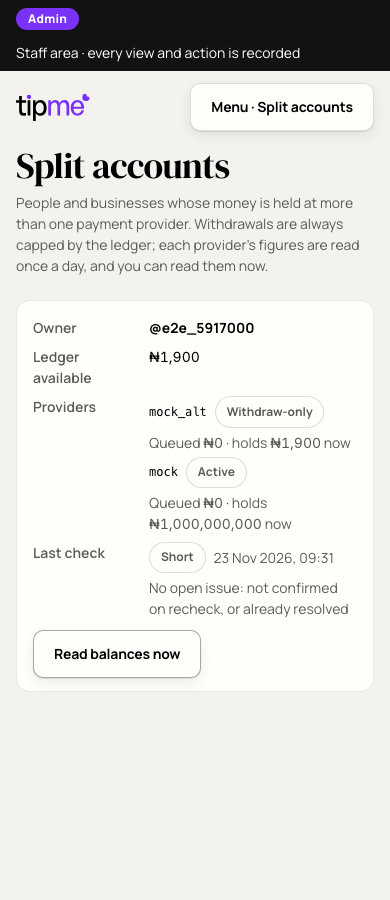 Admin
Staff area · every view and action is recorded
tipme
Menu · Split accounts
Split accounts
People and businesses whose money is held at more
than one payment provider. Withdrawals are always
capped by the ledger; each provider's figures are read
once a day, and you can read them now.
Owner
@e2e_5917000
Ledger
available
₦1,900
Providers
mock_alt Withdraw-only
Queued ₦0 · holds ₦1,900 now
mock Active
Queued ₦0 · holds
₦1,000,000,000 now
Last check
Short 23 Nov 2026, 09:31
No open issue: not confirmed
on recheck, or already resolved
Read balances now